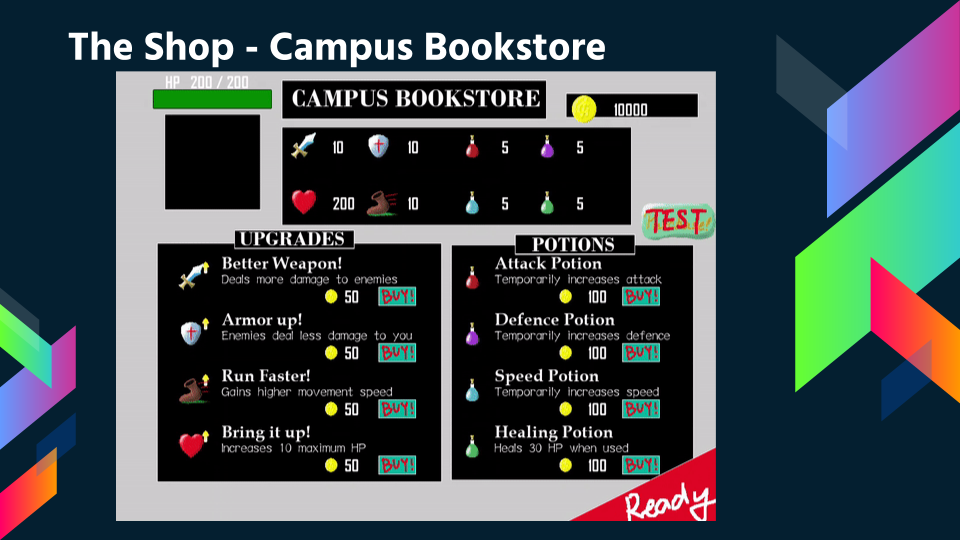 The Shop - Campus Bookstore
HP 200 / 200
CAMPUS BOOKSTORE
10000
10 10 5 5
200 10 5 5
TEST
UPGRADES
Better Weapon!
Deals more damage to enemies
50 BUY!
Armor up!
Enemies deal less damage to you
50 BUY!
Run Faster!
Gains higher movement speed
50 BUY!
Bring it up!
Increases 10 maximum HP
50 BUY!
POTIONS
Attack Potion
Temporarily increases attack
100 BUY!
Defence Potion
Temporarily increases defence
100 BUY!
Speed Potion
Temporarily increases speed
100 BUY!
Healing Potion
Heals 30 HP when used
100 BUY!
Ready